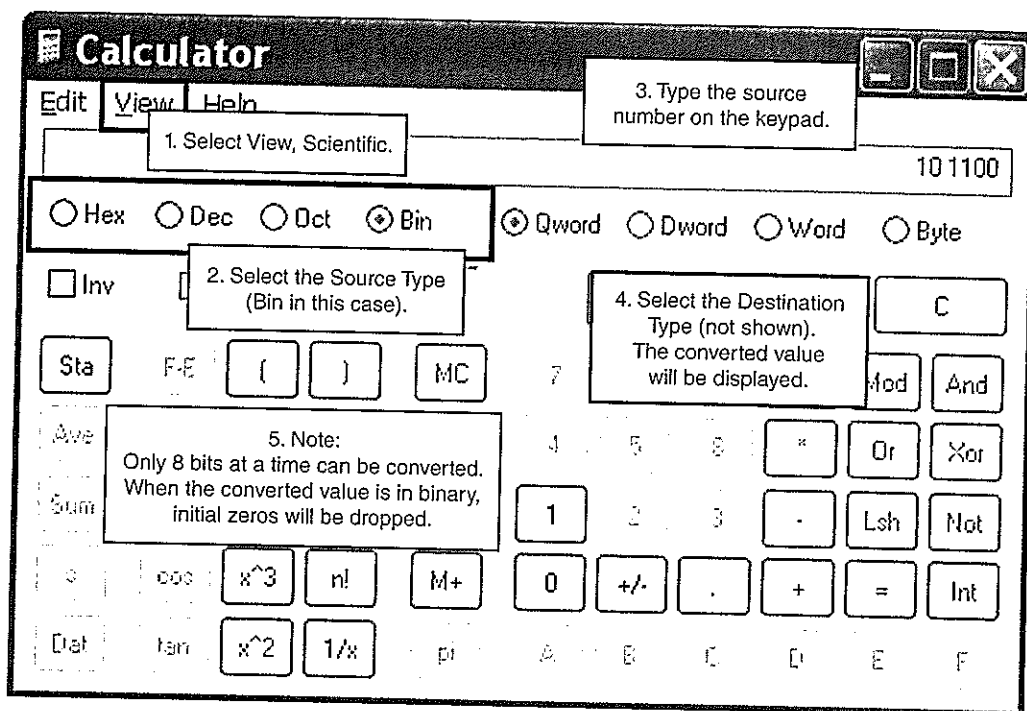 Calculator
Edit View Help
1. Select View, Scientific.
3. Type the source
number on the keypad.
10 1100
Hex Dec Oct Bin Qword Dword Word Byte
2. Select the Source Type
(Bin in this case).
4. Select the Destination
Type (not shown).
The converted value
will be displayed.
Inv C
Sta F-E ( ) MC 7 Mod And
Ave 4 5 6 * Or Xor
5. Note:
Only 8 bits at a time can be converted.
When the converted value is in binary,
initial zeros will be dropped.
Sum 1 2 3 - Lsh Not
s cos x^3 n! M+ 0 +/- . + = Int
Dat tan x^2 1/x pi A B C D E F